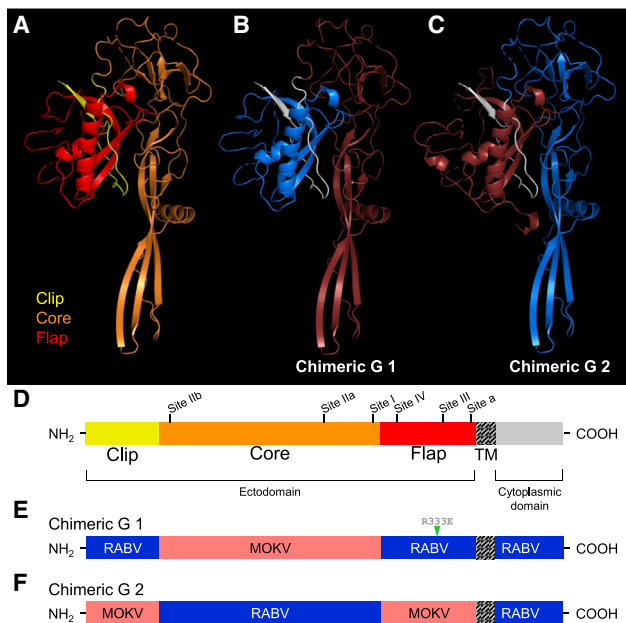 A
B
C
Clip
Core
Flap
Chimeric G 1
Chimeric G 2
D
Site IIb
Site IIa
Site I
Site IV
Site III
Site a
NH2
COOH
Clip
Core
Flap
TM
Ectodomain
Cytoplasmic
domain
E
Chimeric G 1
R333E
NH2
RABV
MOKV
RABV
RABV
COOH
F
Chimeric G 2
NH2
MOKV
RABV
MOKV
RABV
COOH